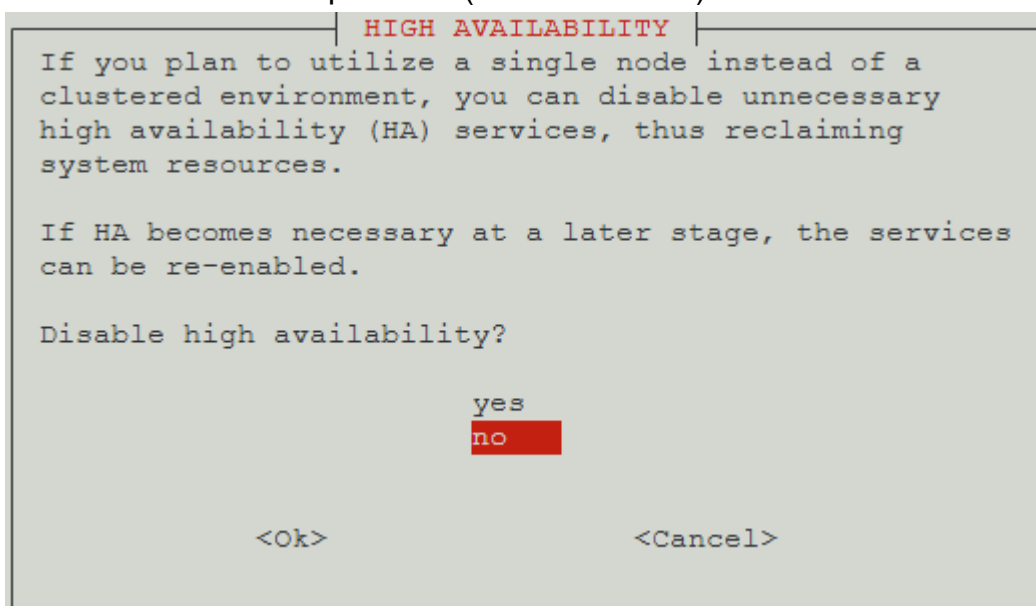 HIGH AVAILABILITY
If you plan to utilize a single node instead of a
clustered environment, you can disable unnecessary
high availability (HA) services, thus reclaiming
system resources.
If HA becomes necessary at a later stage, the services
can be re-enabled.
Disable high availability?
yes
no
<Ok> <Cancel>